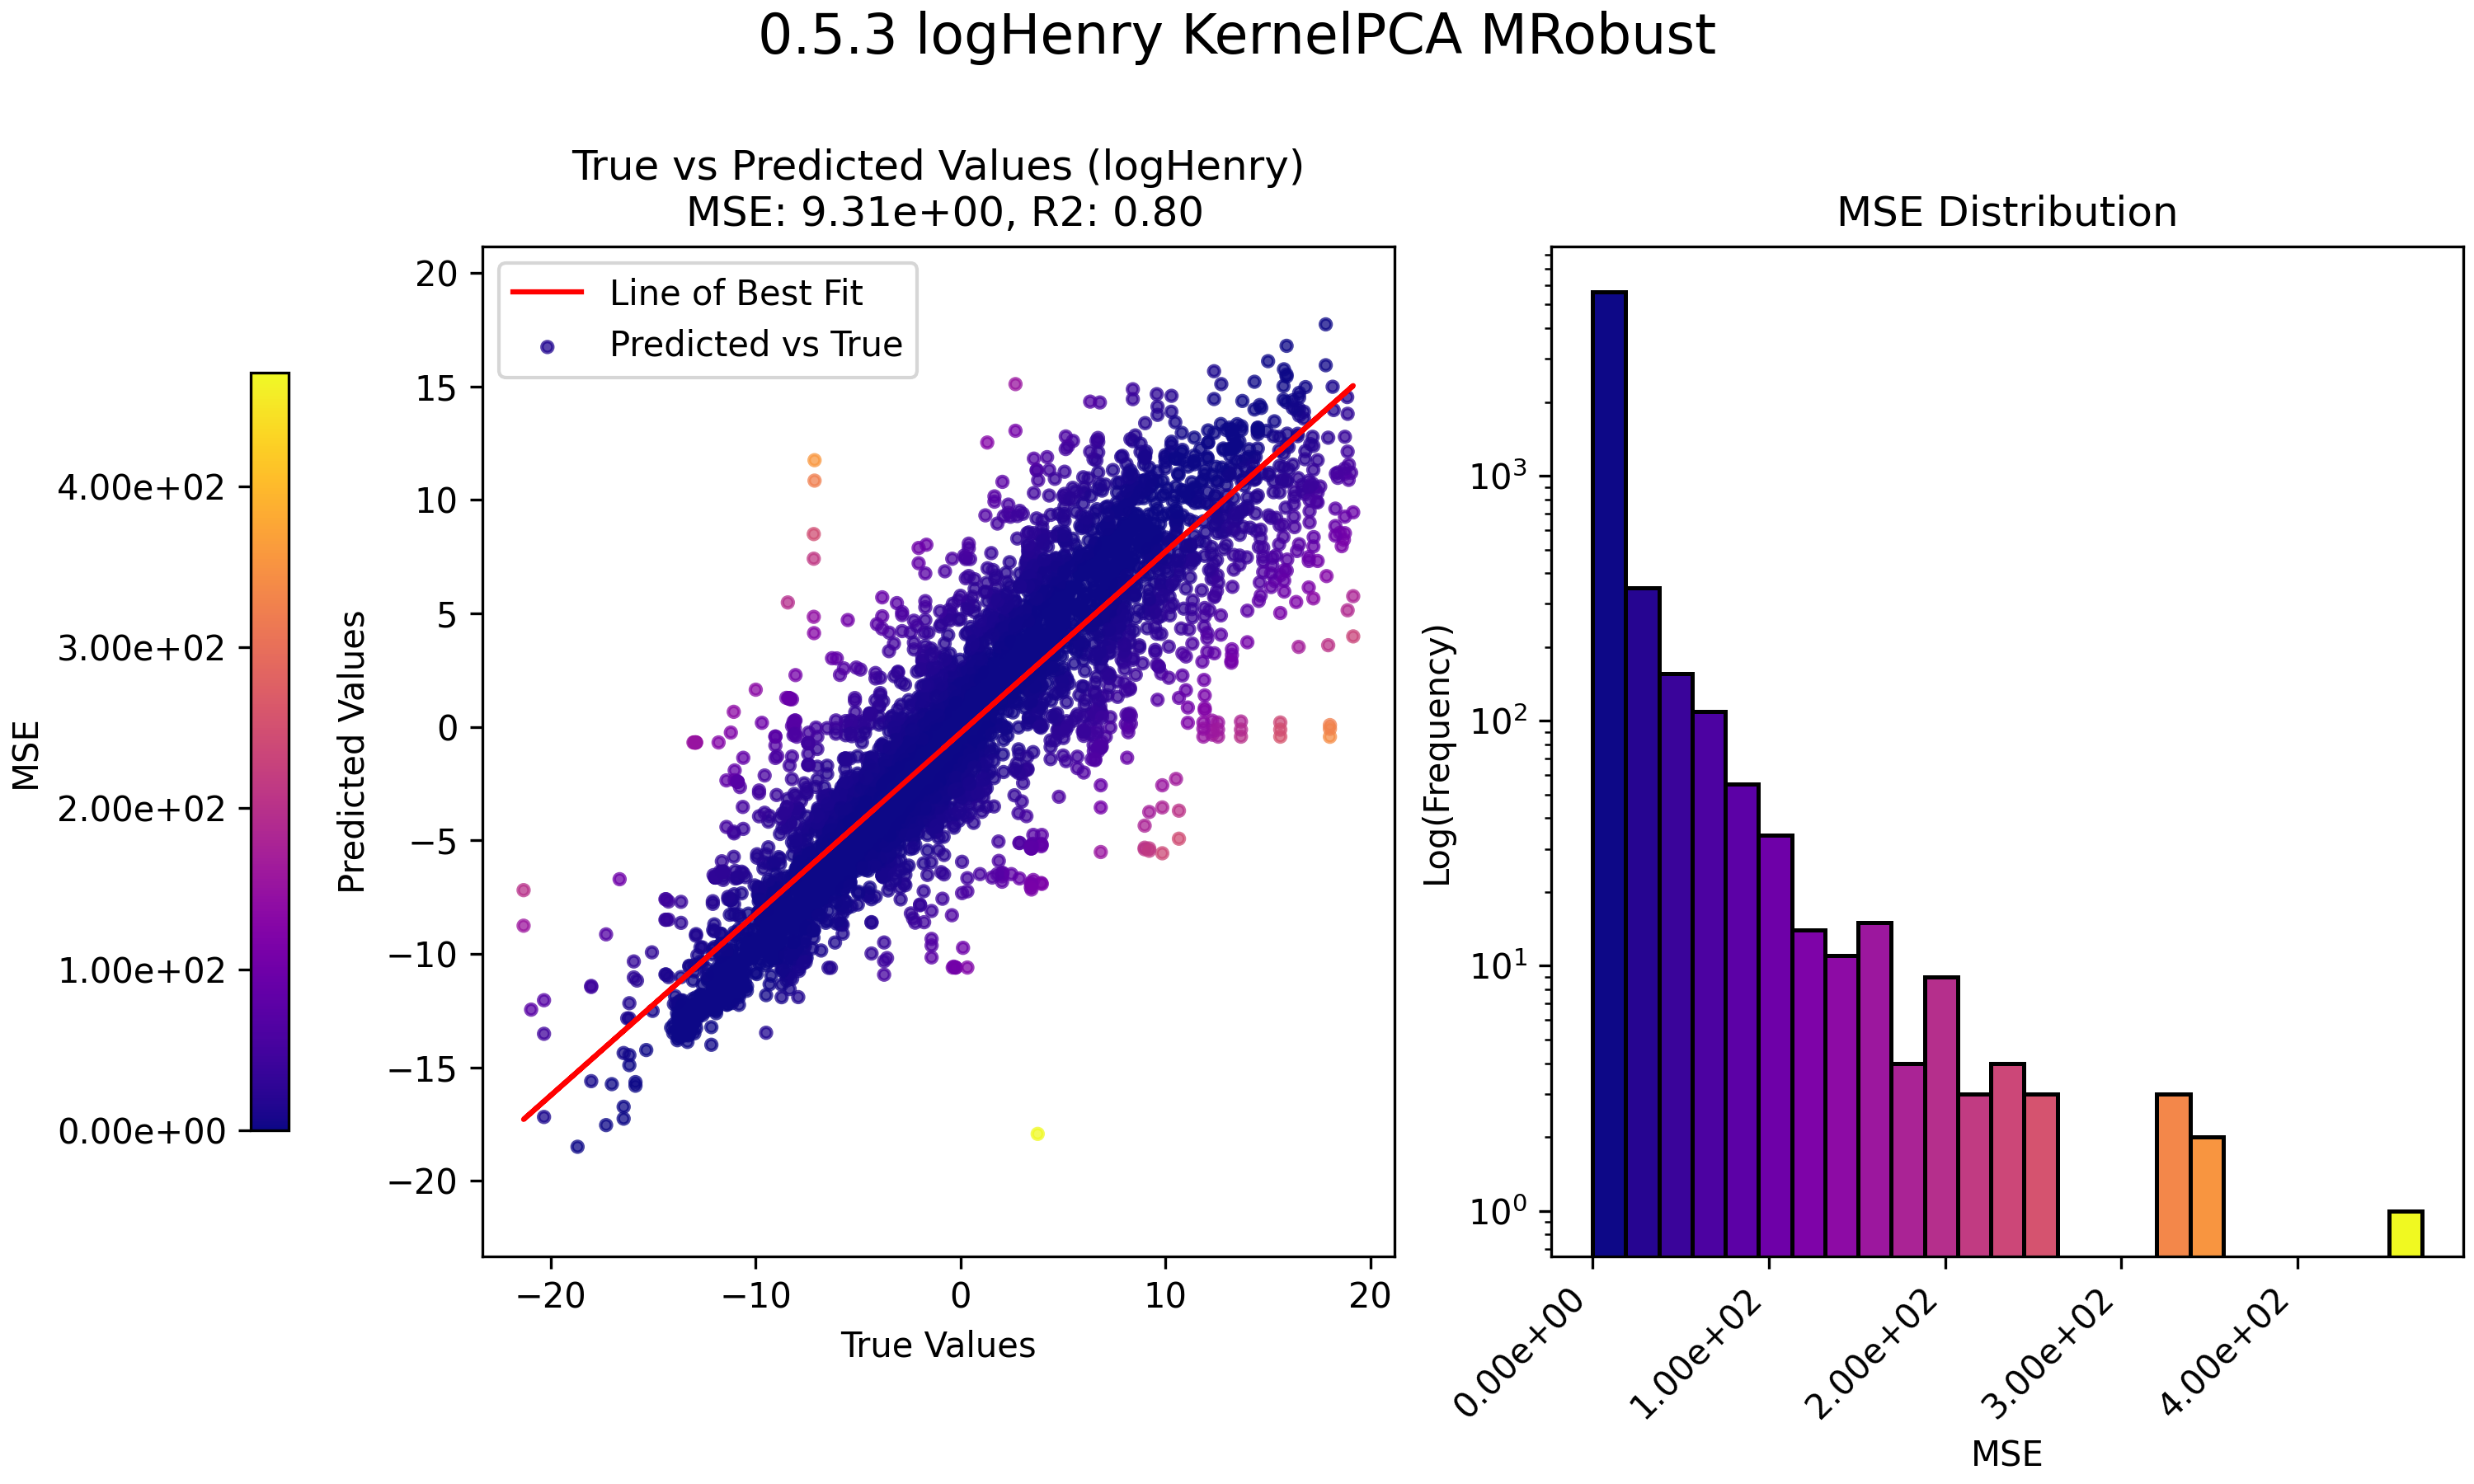 0.5.3 logHenry KernelPCA MRobust
MSE
4.00e+02
3.00e+02
2.00e+02
1.00e+02
0.00e+00
True vs Predicted Values (logHenry)
MSE: 9.31e+00, R2: 0.80
Line of Best Fit
Predicted vs True
Predicted Values
20
15
10
5
0
−5
−10
−15
−20
−20
−10
0
10
20
True Values
MSE Distribution
Log(Frequency)
10³
10²
10¹
10⁰
0.00e+00
1.00e+02
2.00e+02
3.00e+02
4.00e+02
MSE